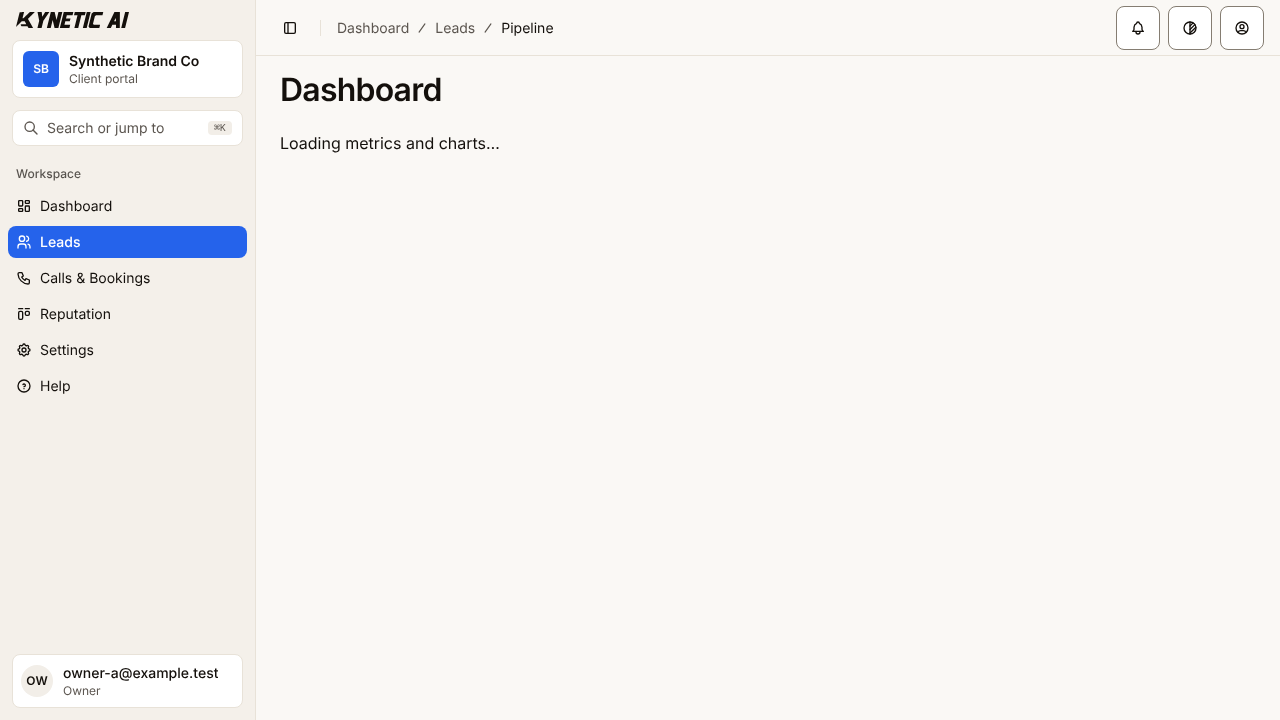 KYNETIC AI
SB
Synthetic Brand Co
Client portal
Search or jump to
⌘K
Workspace
Dashboard
Leads
Calls & Bookings
Reputation
Settings
Help
OW
owner-a@example.test
Owner
Dashboard / Leads / Pipeline
Dashboard
Loading metrics and charts…